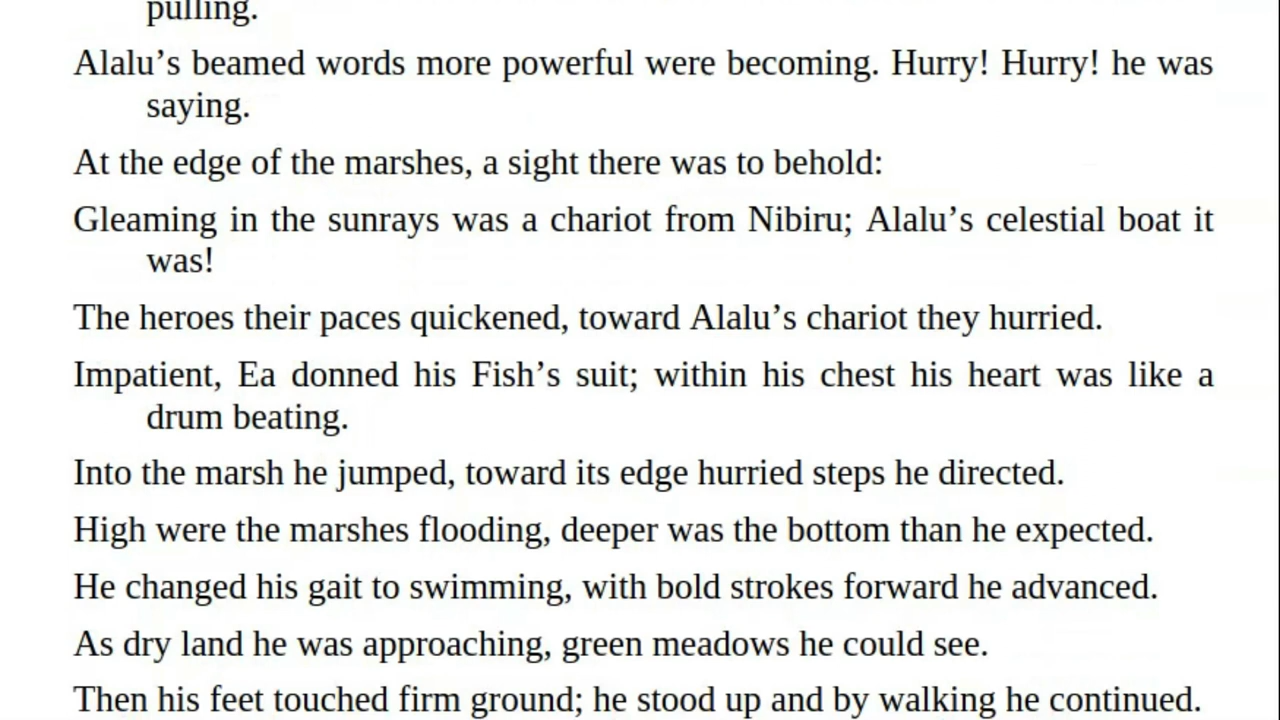 pulling.
Alalu’s beamed words more powerful were becoming. Hurry! Hurry! he was
saying.
At the edge of the marshes, a sight there was to behold:
Gleaming in the sunrays was a chariot from Nibiru; Alalu’s celestial boat it
was!
The heroes their paces quickened, toward Alalu’s chariot they hurried.
Impatient, Ea donned his Fish’s suit; within his chest his heart was like a
drum beating.
Into the marsh he jumped, toward its edge hurried steps he directed.
High were the marshes flooding, deeper was the bottom than he expected.
He changed his gait to swimming, with bold strokes forward he advanced.
As dry land he was approaching, green meadows he could see.
Then his feet touched firm ground; he stood up and by walking he continued.